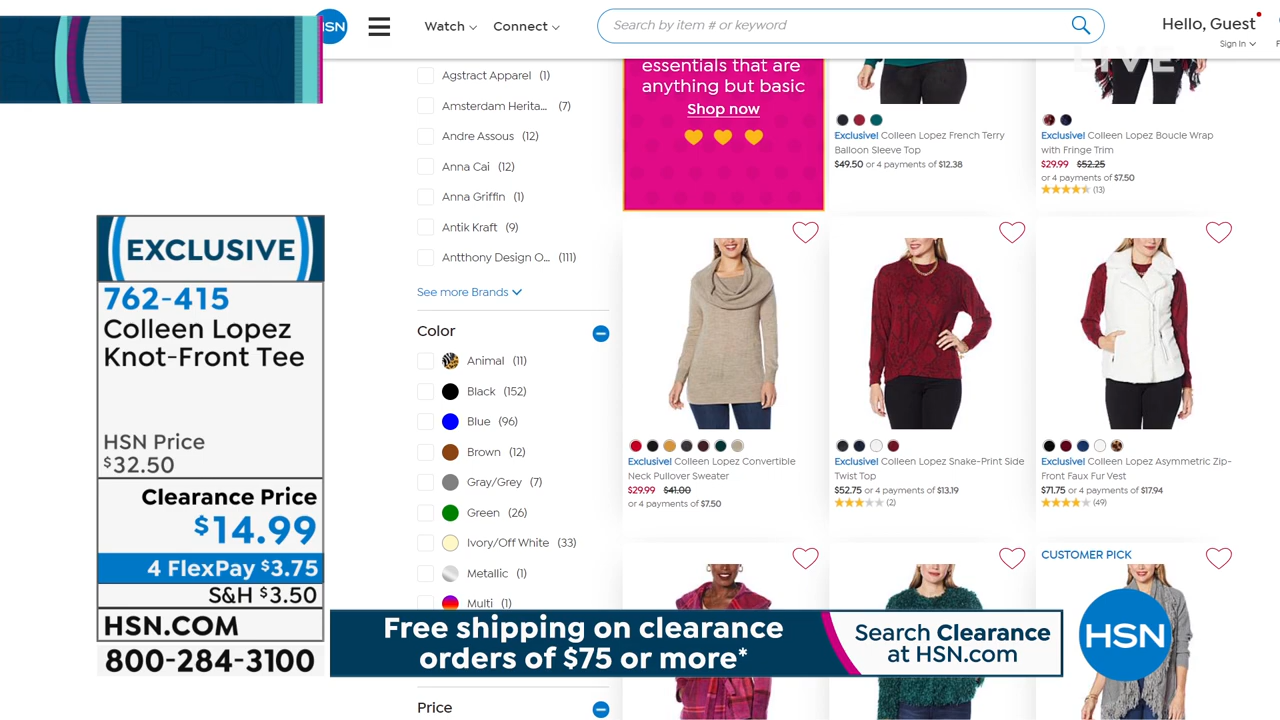 HSN
Watch
Connect
Search by item # or keyword
Hello, Guest
Sign In
LIVE
Agstract Apparel (1)
Amsterdam Herita... (7)
Andre Assous (12)
Anna Cai (12)
Anna Griffin (1)
Antik Kraft (9)
Antthony Design O... (111)
See more Brands
Color
Animal (11)
Black (152)
Blue (96)
Brown (12)
Gray/Grey (7)
Green (26)
Ivory/Off White (33)
Metallic (1)
Multi (1)
Price
essentials that are
anything but basic
Shop now
Exclusive! Colleen Lopez French Terry
Balloon Sleeve Top
$49.50 or 4 payments of $12.38
Exclusive! Colleen Lopez Boucle Wrap
with Fringe Trim
$29.99 $52.25
or 4 payments of $7.50
(13)
Exclusive! Colleen Lopez Convertible
Neck Pullover Sweater
$29.99 $41.00
or 4 payments of $7.50
Exclusive! Colleen Lopez Snake-Print Side
Twist Top
$52.75 or 4 payments of $13.19
(2)
Exclusive! Colleen Lopez Asymmetric Zip-
Front Faux Fur Vest
$71.75 or 4 payments of $17.94
(49)
CUSTOMER PICK
EXCLUSIVE
762-415
Colleen Lopez
Knot-Front Tee
HSN Price
$32.50
Clearance Price
$14.99
4 FlexPay $3.75
S&H $3.50
HSN.COM
800-284-3100
Free shipping on clearance
orders of $75 or more*
Search Clearance
at HSN.com
HSN